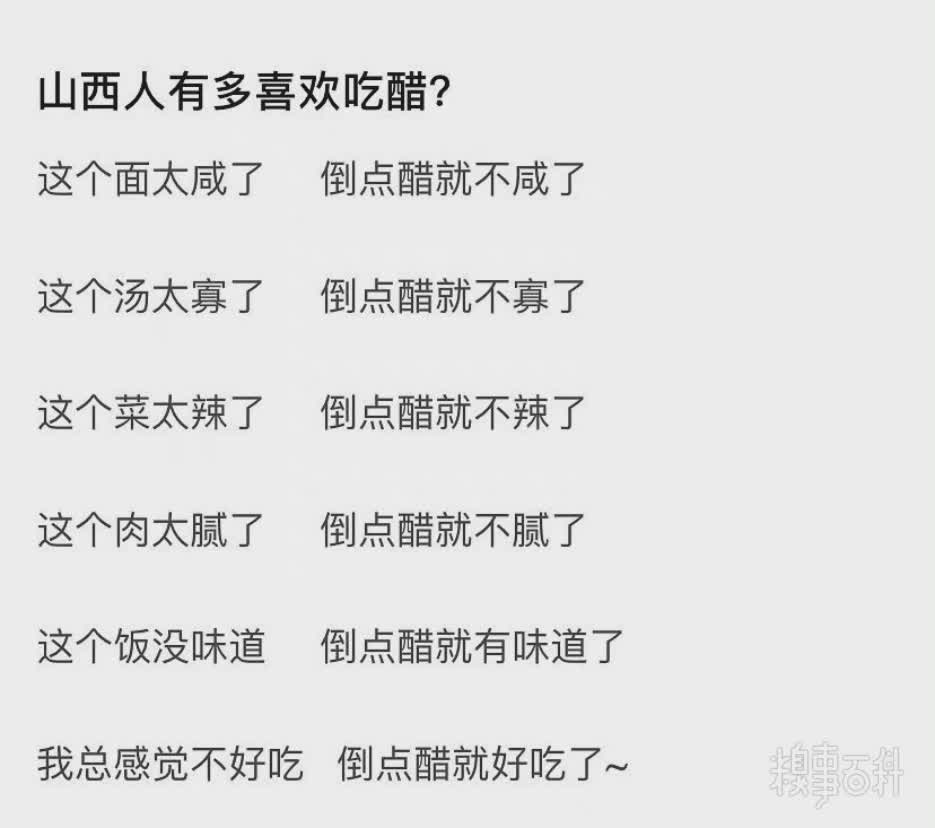 山西人有多喜欢吃醋?
这个面太咸了 倒点醋就不咸了
这个汤太寡了 倒点醋就不寡了
这个菜太辣了 倒点醋就不辣了
这个肉太腻了 倒点醋就不腻了
这个饭没味道 倒点醋就有味道了
我总感觉不好吃 倒点醋就好吃了~
糗事百科